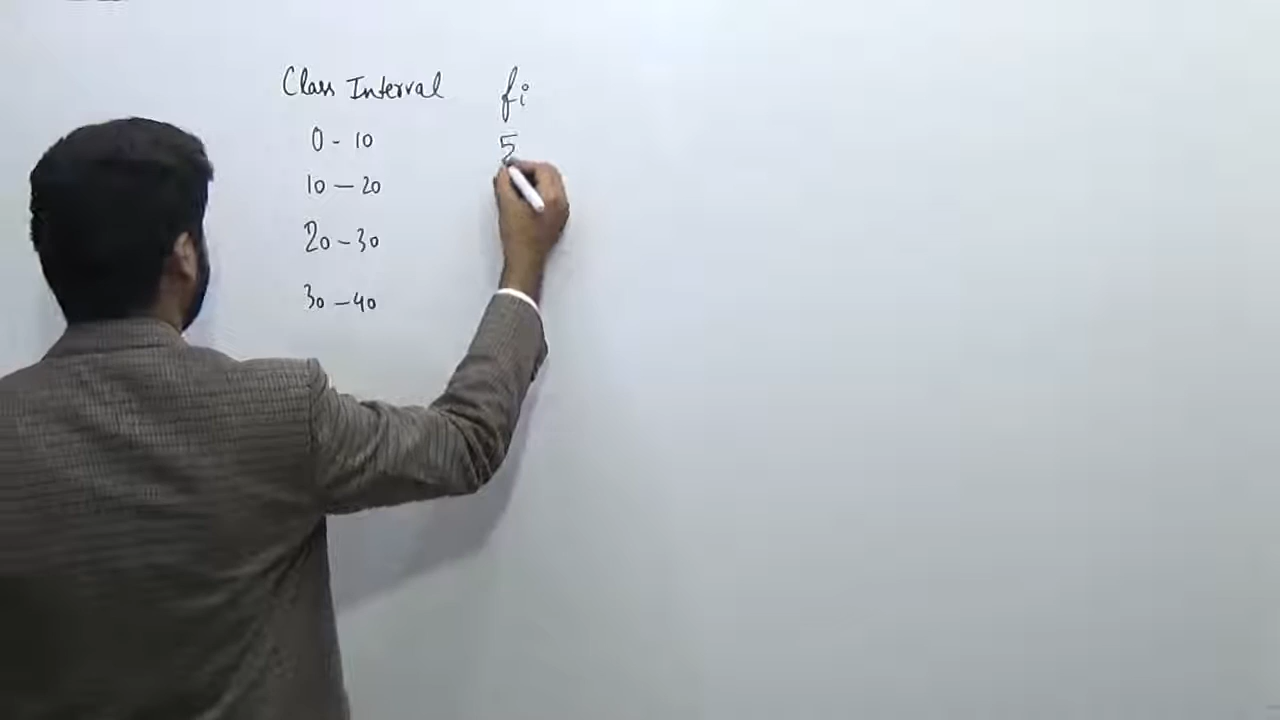 Class Interval fi
0 - 10 5
10 - 20
20 - 30
30 - 40